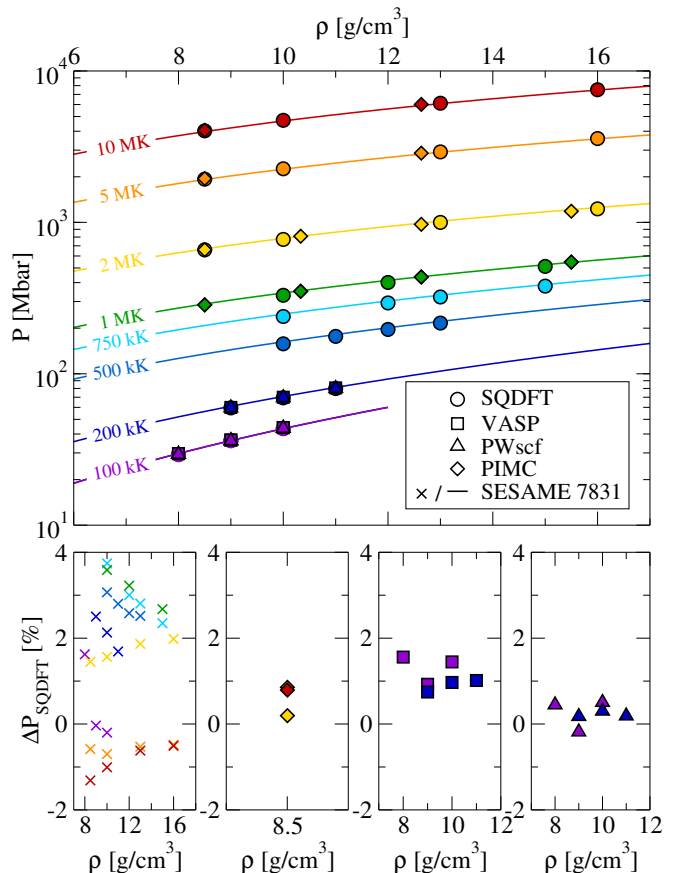 ρ [g/cm³]
6 8 10 12 14 16
10⁴
10³
10²
10¹
P [Mbar]
10 MK
5 MK
2 MK
1 MK
750 kK
500 kK
200 kK
100 kK
SQDFT
VASP
PWscf
PIMC
/ SESAME 7831
4 4 4 4
2 2 2 2
0 0 0 0
-2 -2 -2 -2
ΔP_SQDFT [%]
8 12 16 8.5 8 10 12 8 10 12
ρ [g/cm³] ρ [g/cm³] ρ [g/cm³] ρ [g/cm³]